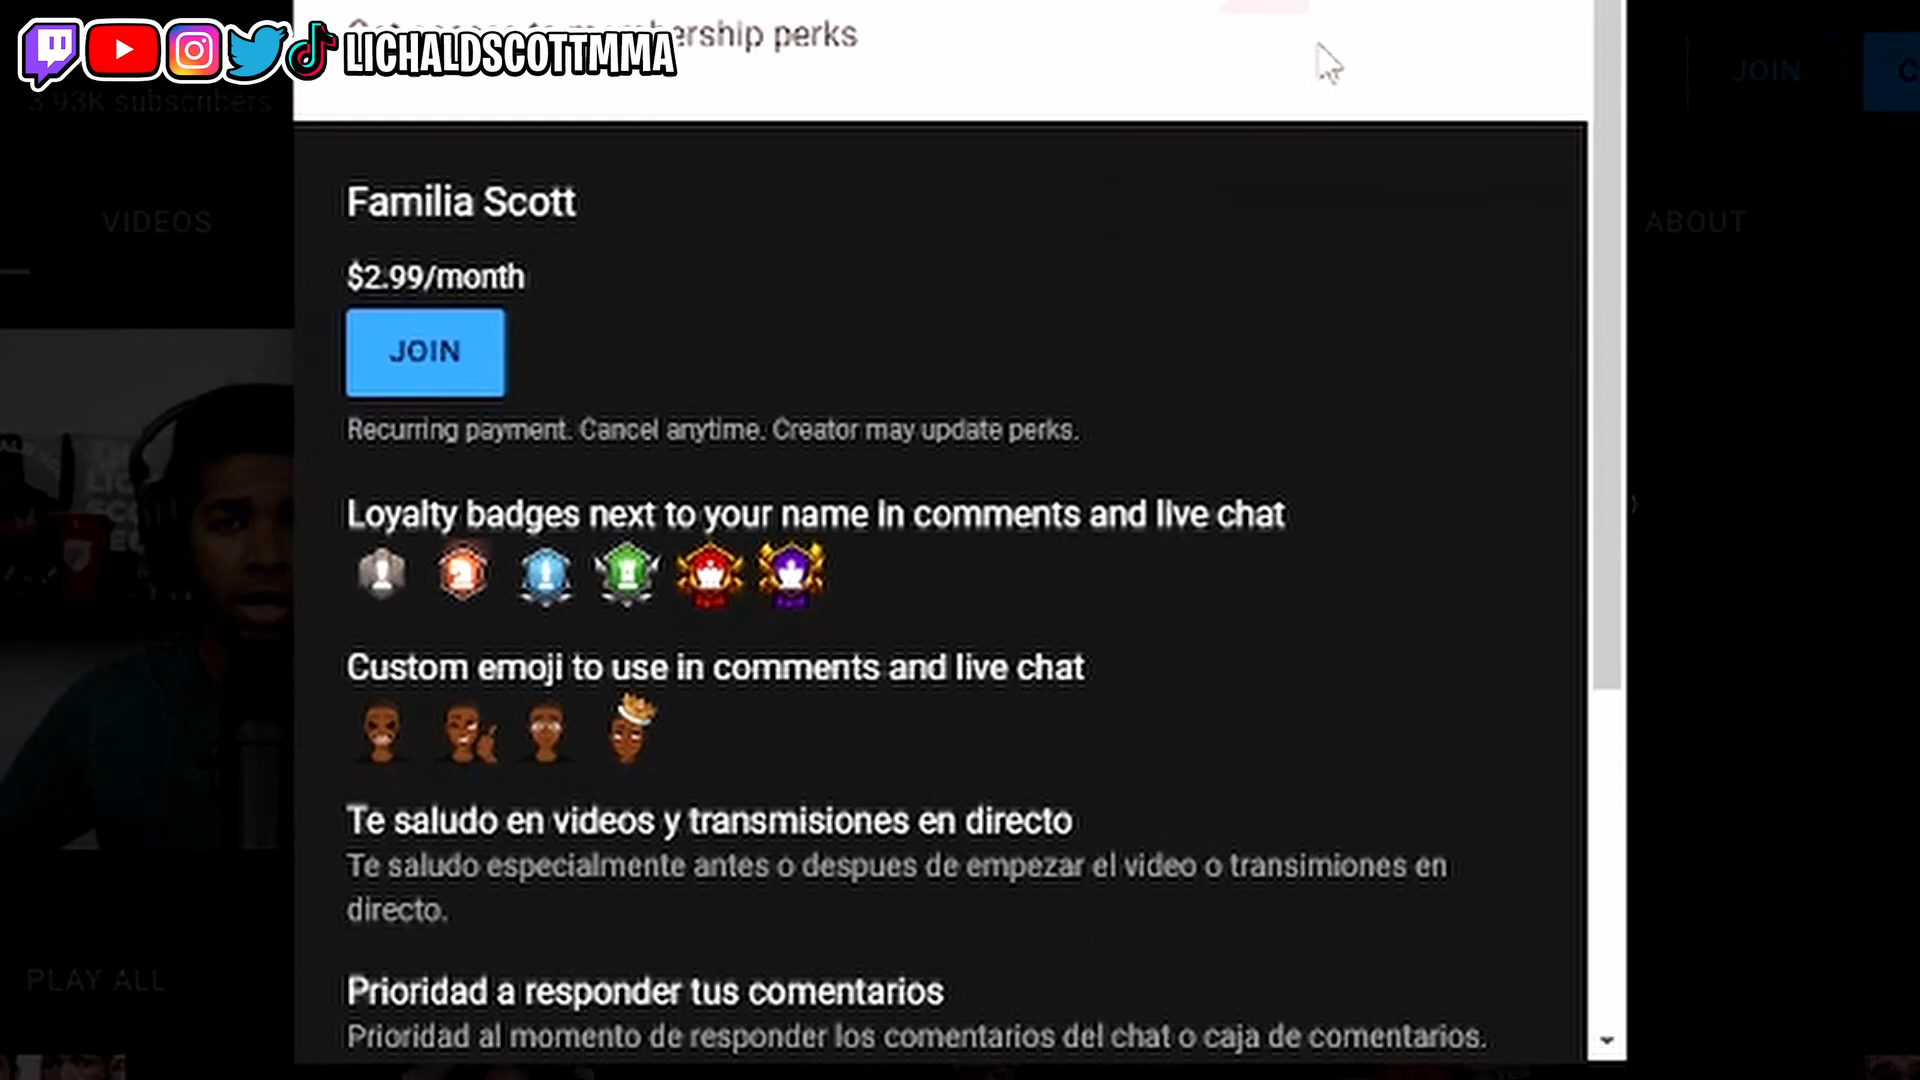 LICHALDSCOTTMMA
membership perks
3.93K subscribers
JOIN
VIDEOS
ABOUT
Familia Scott
$2.99/month
JOIN
Recurring payment. Cancel anytime. Creator may update perks.
Loyalty badges next to your name in comments and live chat
Custom emoji to use in comments and live chat
Te saludo en videos y transmisiones en directo
Te saludo especialmente antes o despues de empezar el video o transimiones en
directo.
Prioridad a responder tus comentarios
Prioridad al momento de responder los comentarios del chat o caja de comentarios.
PLAY ALL